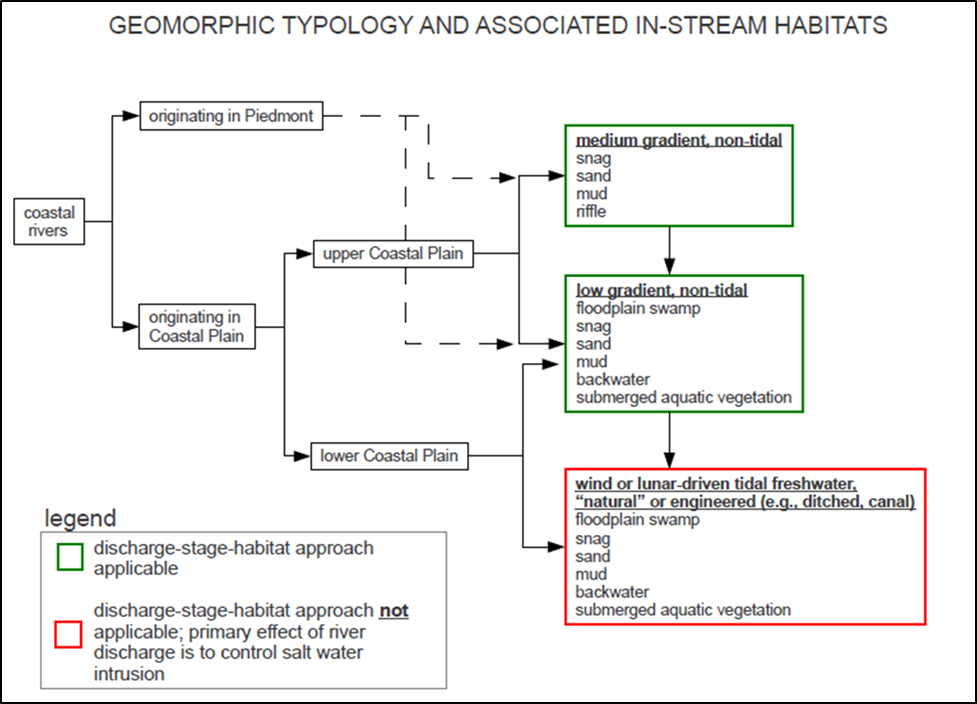 GEOMORPHIC TYPOLOGY AND ASSOCIATED IN-STREAM HABITATS
originating in Piedmont
coastal
rivers
originating in
Coastal Plain
upper Coastal Plain
lower Coastal Plain
medium gradient, non-tidal
snag
sand
mud
riffle
low gradient, non-tidal
floodplain swamp
snag
sand
mud
backwater
submerged aquatic vegetation
wind or lunar-driven tidal freshwater,
“natural” or engineered (e.g., ditched, canal)
floodplain swamp
snag
sand
mud
backwater
submerged aquatic vegetation
legend
discharge-stage-habitat approach
applicable
discharge-stage-habitat approach not
applicable; primary effect of river
discharge is to control salt water
intrusion